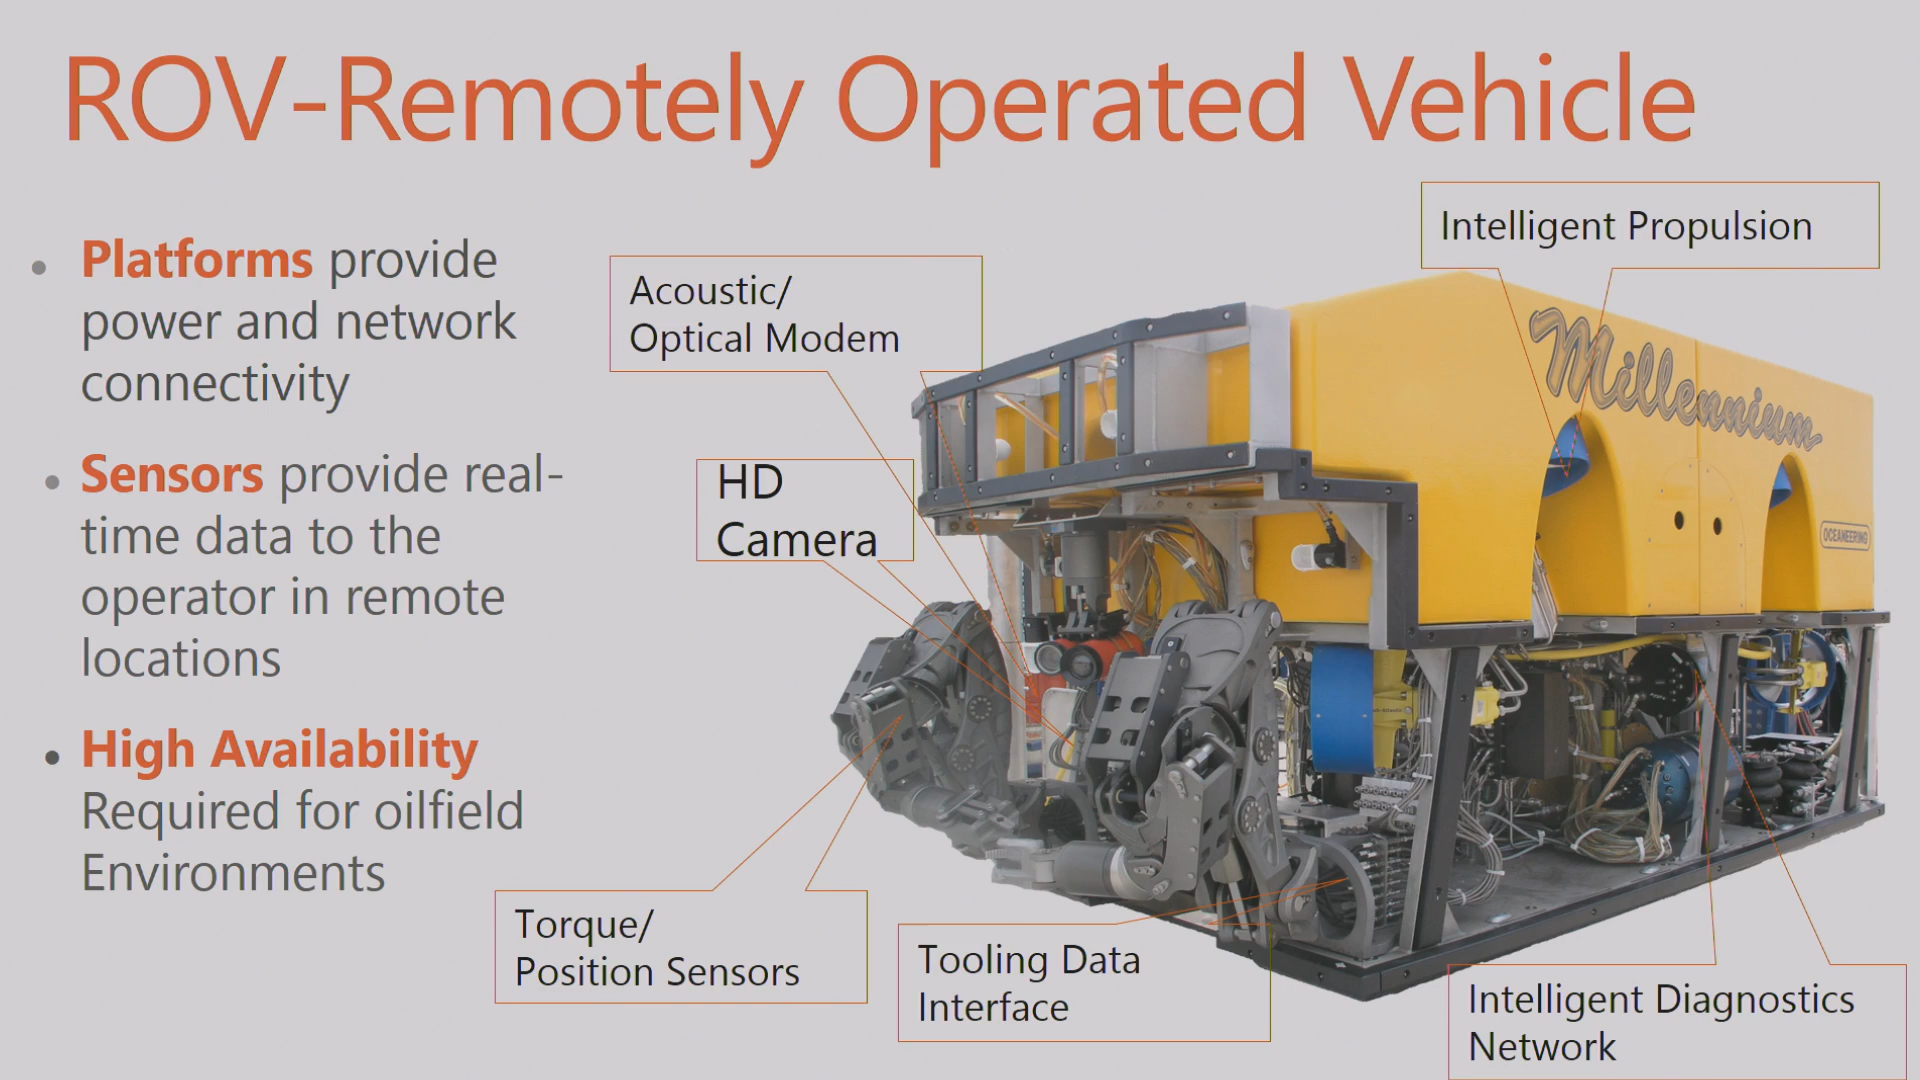 ROV-Remotely Operated Vehicle
• Platforms provide
power and network
connectivity
• Sensors provide real-
time data to the
operator in remote
locations
• High Availability
Required for oilfield
Environments
Acoustic/
Optical Modem
HD
Camera
Torque/
Position Sensors
Tooling Data
Interface
Intelligent Propulsion
Intelligent Diagnostics
Network
Millennium
OCEANEERING